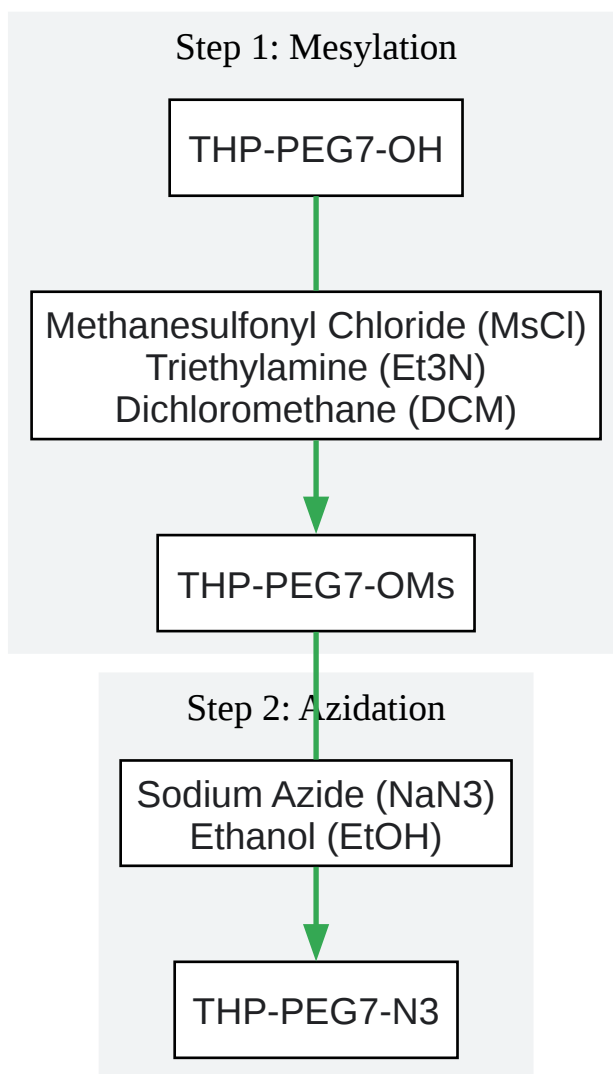 Step 1: Mesylation
THP-PEG7-OH
Methanesulfonyl Chloride (MsCl)
Triethylamine (Et3N)
Dichloromethane (DCM)
THP-PEG7-OMs
Step 2: Azidation
Sodium Azide (NaN3)
Ethanol (EtOH)
THP-PEG7-N3